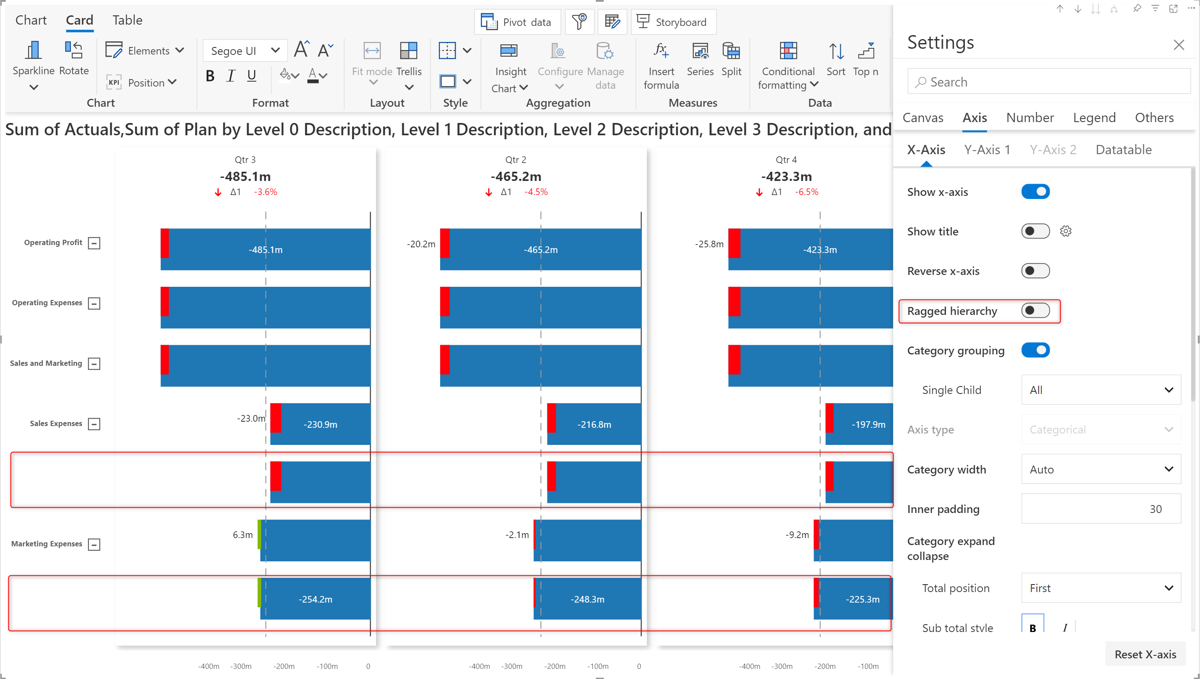 Chart Card Table
Pivot data Storyboard
Sparkline Rotate Elements KPI Position
Chart
Segoe UI A A
B I U A
Format
Fit mode Trellis
Layout
Style
Insight Chart Configure Manage data
Aggregation
Insert formula Series Split
Measures
Conditional formatting Sort Top n
Data
Sum of Actuals,Sum of Plan by Level 0 Description, Level 1 Description, Level 2 Description, Level 3 Description, and
Qtr 3 Qtr 2 Qtr 4
-485.1m -465.2m -423.3m
Δ1 -3.6% Δ1 -4.5% Δ1 -6.5%
Operating Profit -485.1m -20.2m -465.2m -25.8m -423.3m
Operating Expenses
Sales and Marketing
Sales Expenses -23.0m -230.9m -216.8m -197.9m
Marketing Expenses 6.3m -2.1m -9.2m
-254.2m -248.3m -225.3m
-400m -300m -200m -100m 0 -400m -300m -200m -100m 0 -400m -300m -200m -100m
Settings
Search
Canvas Axis Number Legend Others
X-Axis Y-Axis 1 Y-Axis 2 Datatable
Show x-axis
Show title
Reverse x-axis
Ragged hierarchy
Category grouping
Single Child All
Axis type Categorical
Category width Auto
Inner padding 30
Category expand
collapse
Total position First
Sub total style B I
Reset X-axis